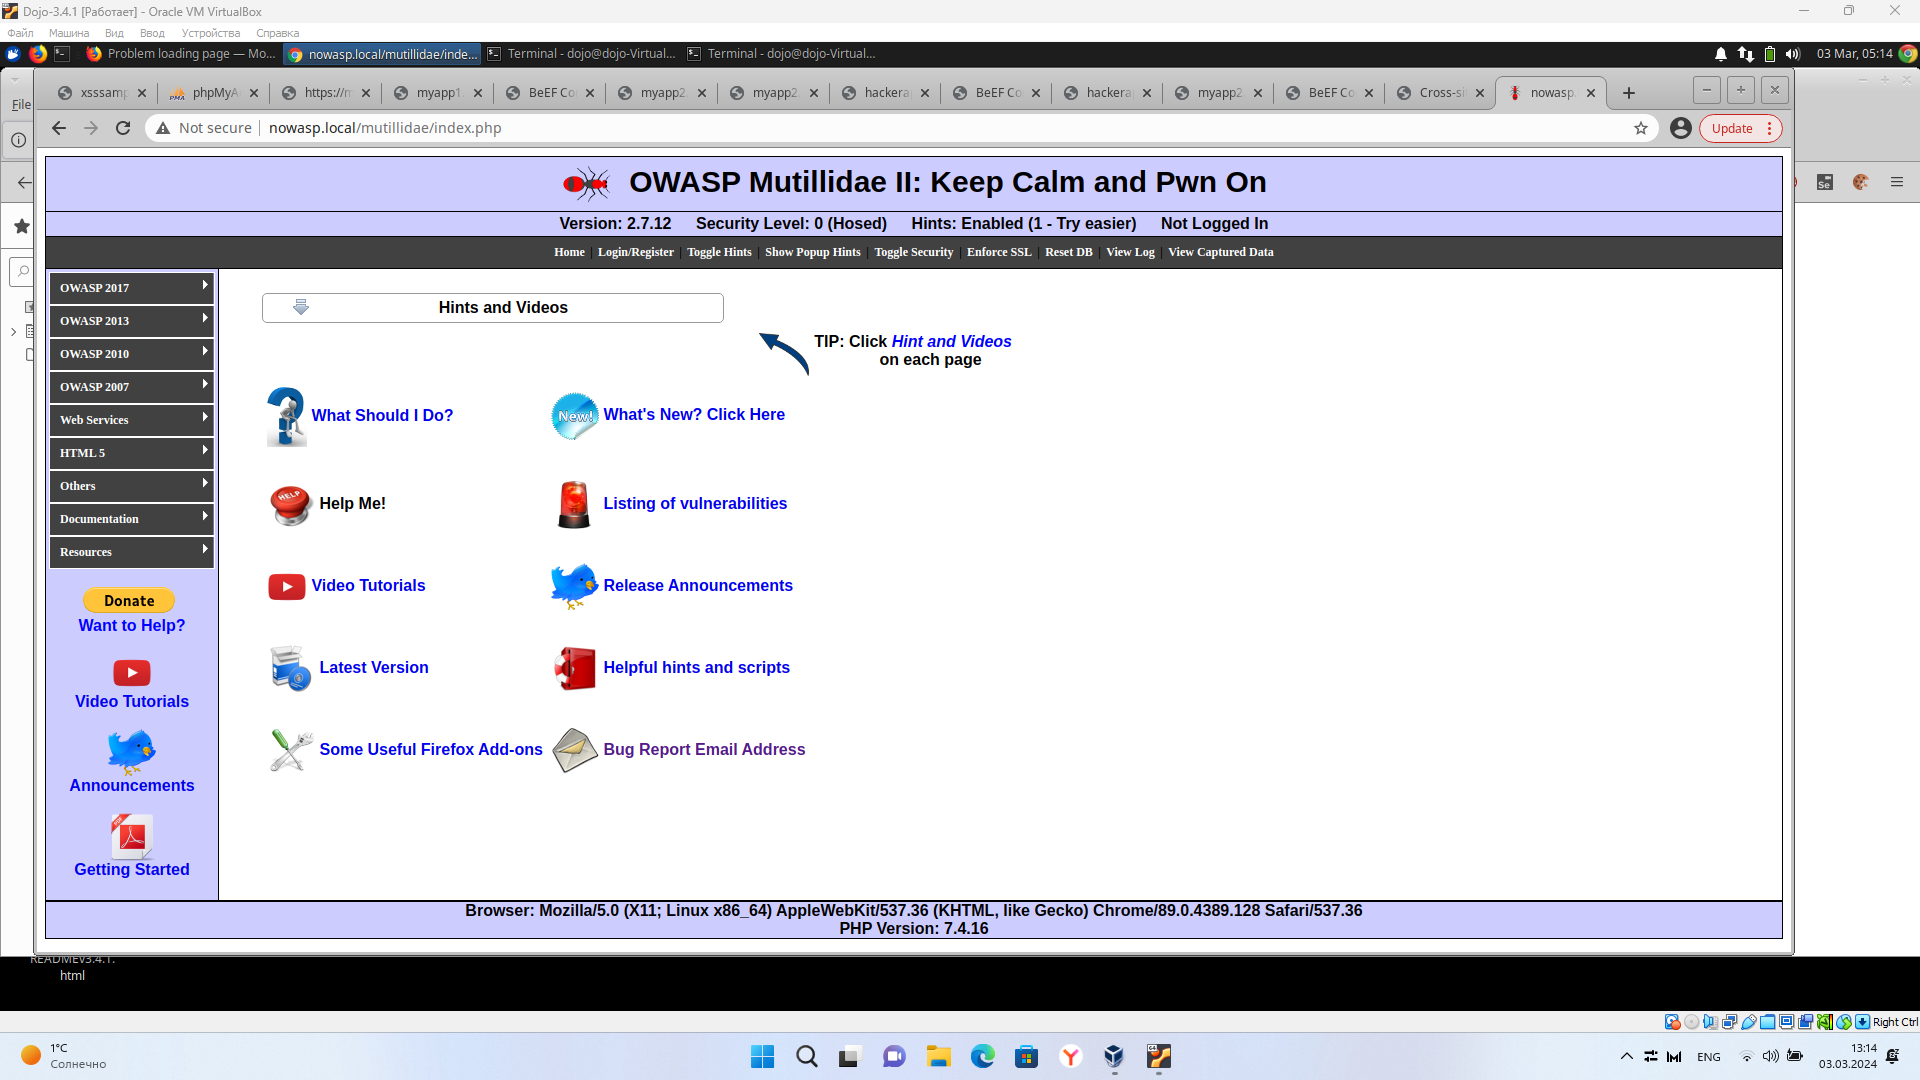 Dojo-3.4.1 [Работает] - Oracle VM VirtualBox
Файл Машина Вид Ввод Устройства Справка
Problem loading page — Mo... nowasp.local/mutillidae/inde... Terminal - dojo@dojo-Virtual... Terminal - dojo@dojo-Virtual... 03 Mar, 05:14
xsssamp phpMyA https://m myapp1. BeEF Co myapp2. myapp2. hackera BeEF Co hackera myapp2 BeEF Co Cross-si nowasp.
File
Not secure nowasp.local/mutillidae/index.php Update
OWASP Mutillidae II: Keep Calm and Pwn On
Version: 2.7.12 Security Level: 0 (Hosed) Hints: Enabled (1 - Try easier) Not Logged In
Home | Login/Register | Toggle Hints | Show Popup Hints | Toggle Security | Enforce SSL | Reset DB | View Log | View Captured Data
OWASP 2017
OWASP 2013
OWASP 2010
OWASP 2007
Web Services
HTML 5
Others
Documentation
Resources
Donate
Want to Help?
Video Tutorials
Announcements
Getting Started
Hints and Videos
TIP: Click Hint and Videos
on each page
What Should I Do?
New! What's New? Click Here
HELP Help Me!
Listing of vulnerabilities
Video Tutorials
Release Announcements
Latest Version
Helpful hints and scripts
Some Useful Firefox Add-ons
Bug Report Email Address
Browser: Mozilla/5.0 (X11; Linux x86_64) AppleWebKit/537.36 (KHTML, like Gecko) Chrome/89.0.4389.128 Safari/537.36
PHP Version: 7.4.16
READMEv3.4.1.
html
Right Ctrl
1°C
Солнечно
ENG
13:14
03.03.2024